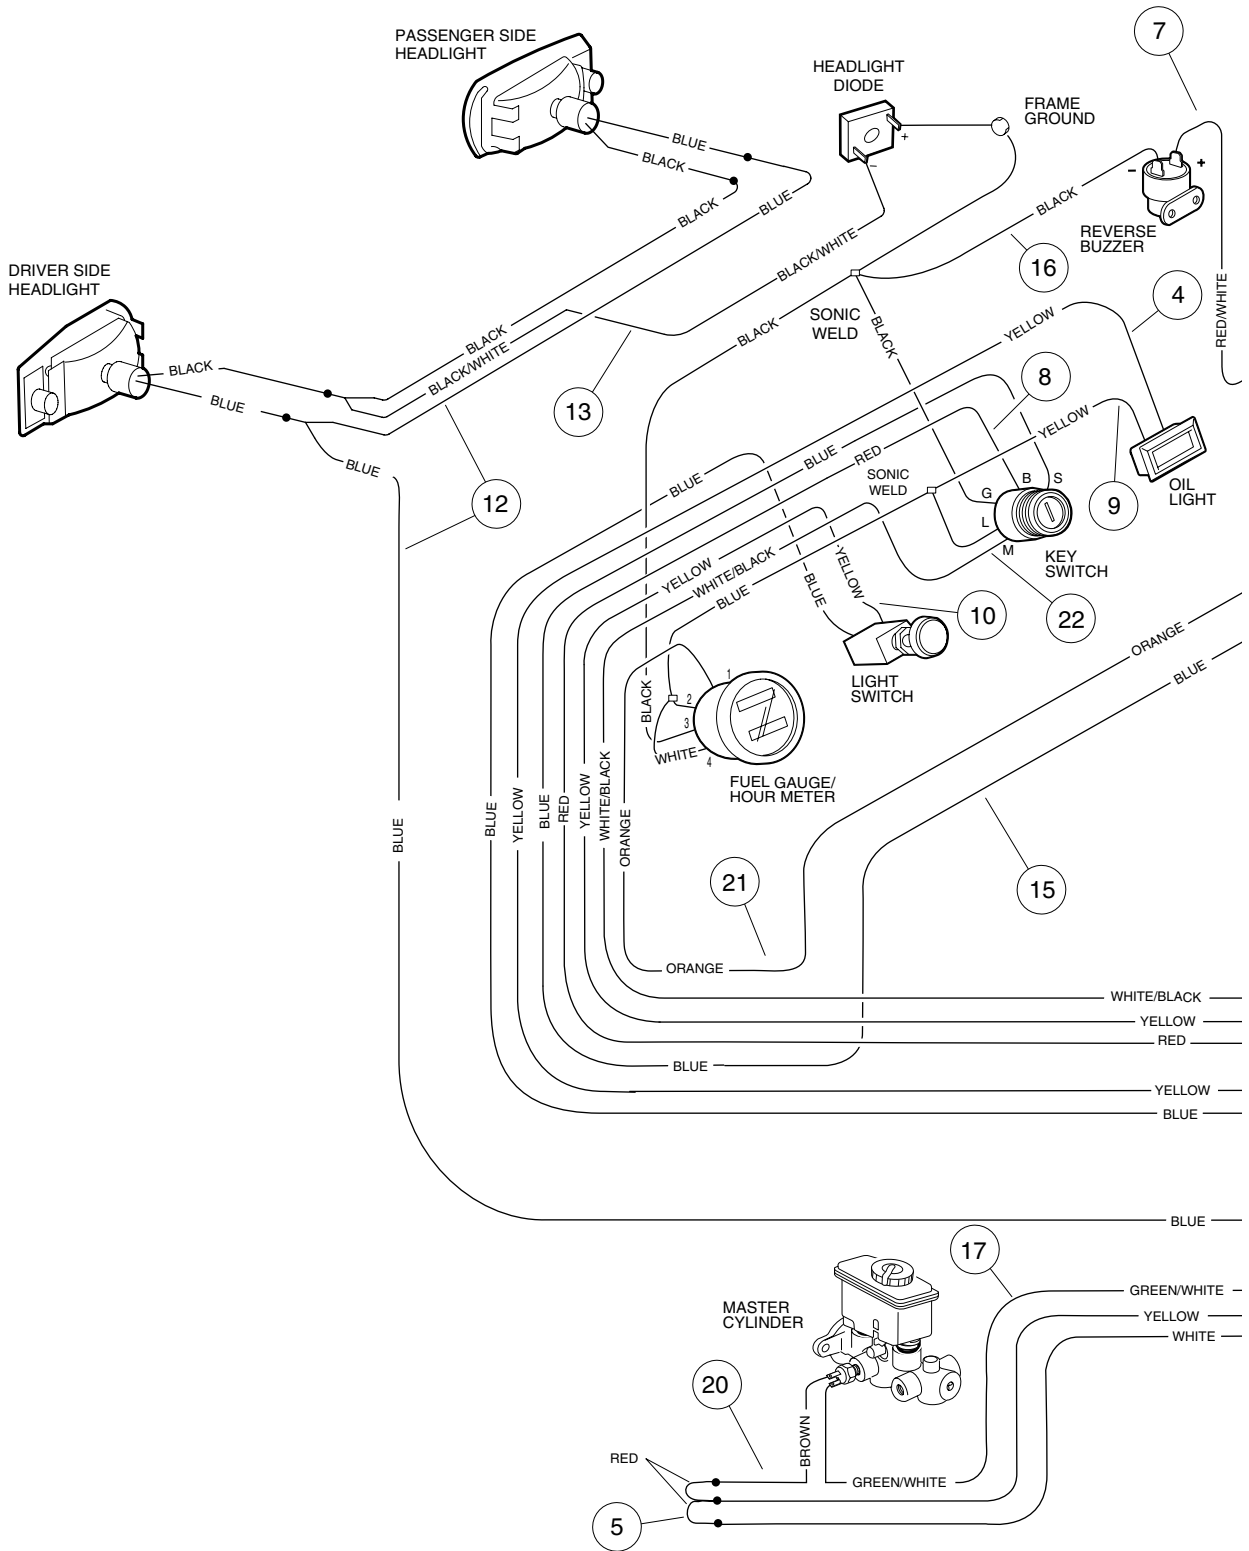 7
PASSENGER SIDE
HEADLIGHT
HEADLIGHT
DIODE
FRAME
GROUND
+
–
BLUE
BLACK
BLACK
BLUE
–
+
BLACK
REVERSE
BUZZER
16
4
DRIVER SIDE
HEADLIGHT
BLACK/WHITE
RED/WHITE
SONIC
WELD
BLACK
BLACK
YELLOW
BLACK
BLACK/WHITE
BLACK
BLUE
13
8
BLUE
RED
YELLOW
BLUE
BLUE
12
SONIC
WELD
G
B
S
L
M
9
OIL
LIGHT
KEY
SWITCH
YELLOW
WHITE/BLACK
BLUE
YELLOW
BLUE
10
22
ORANGE
BLUE
LIGHT
SWITCH
BLACK
1
2
3
4
WHITE
FUEL GAUGE/
HOUR METER
BLUE
BLUE
YELLOW
BLUE
RED
YELLOW
WHITE/BLACK
ORANGE
21
15
ORANGE
WHITE/BLACK
YELLOW
RED
BLUE
YELLOW
BLUE
BLUE
17
MASTER
CYLINDER
GREEN/WHITE
YELLOW
WHITE
20
BROWN
RED
GREEN/WHITE
5